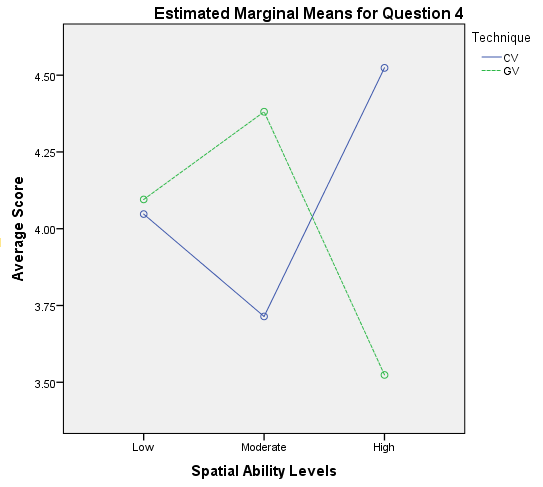 Estimated Marginal Means for Question 4
Technique
CV
GV
4.50
4.25
4.00
3.75
3.50
Average Score
Low Moderate High
Spatial Ability Levels